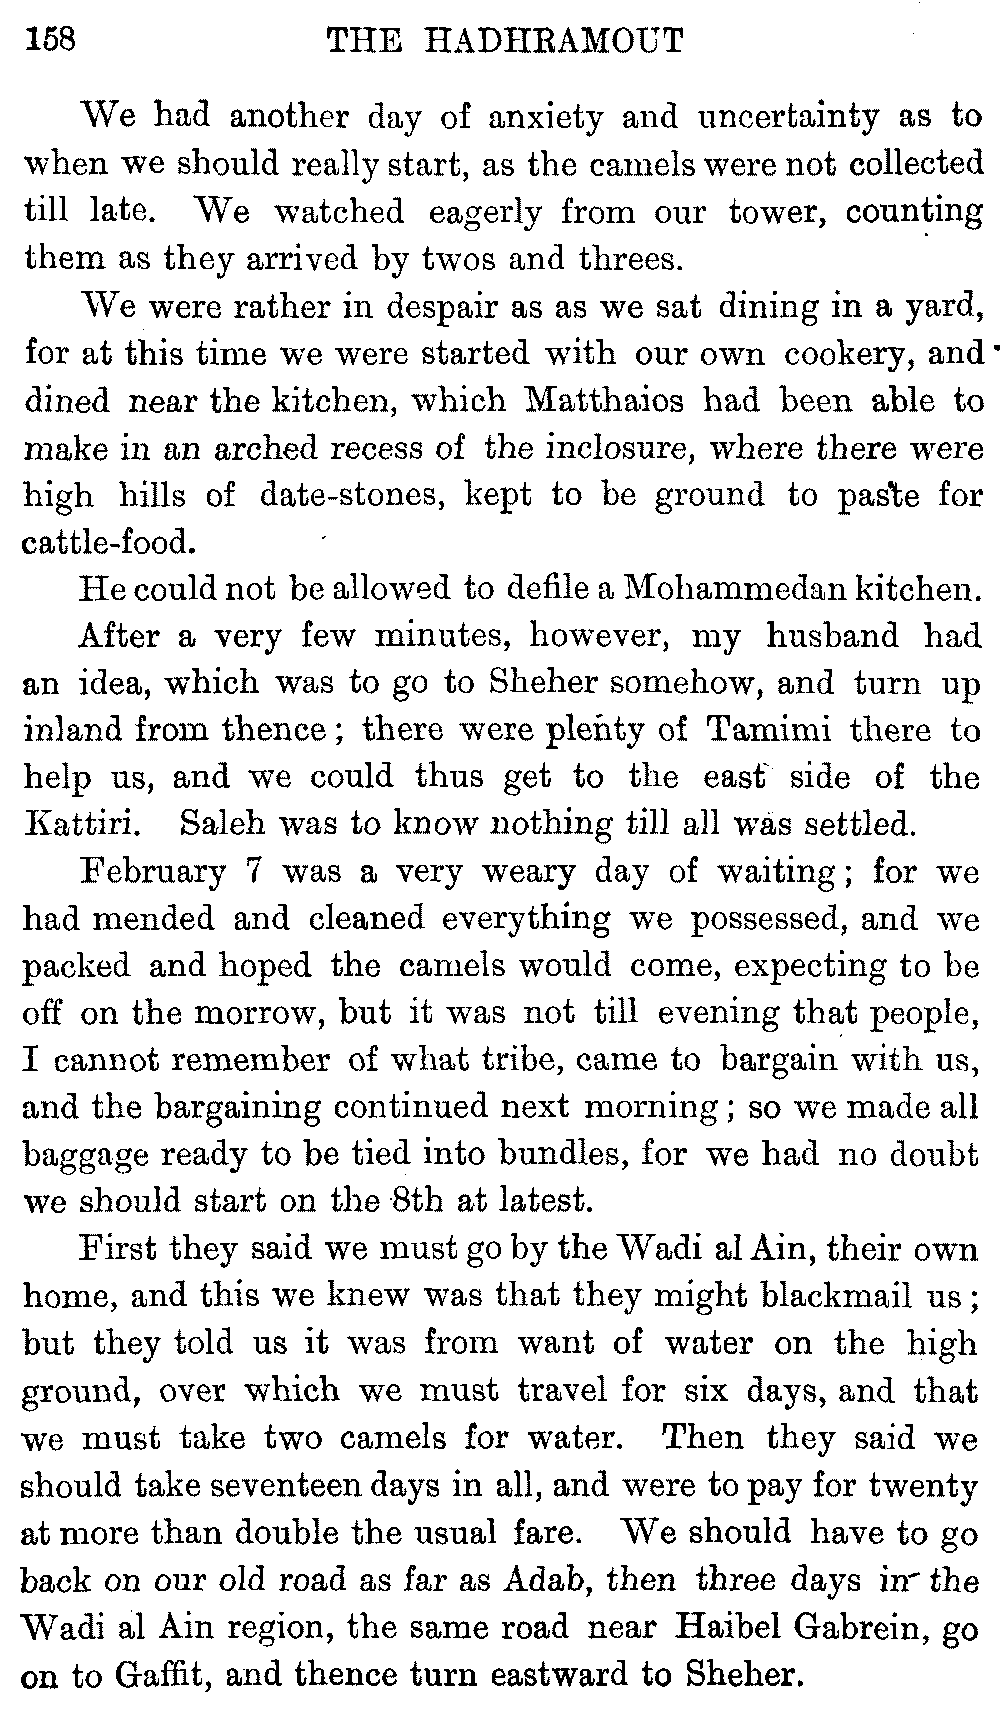 158 THE HADHRAMOUT
We had another day of anxiety and uncertainty as to
when we should really start, as the camels were not collected
till late. We watched eagerly from our tower, counting
them as they arrived by twos and threes.
We were rather in despair as as we sat dining in a yard,
for at this time we were started with our own cookery, and
dined near the kitchen, which Matthaios had been able to
make in an arched recess of the inclosure, where there were
high hills of date-stones, kept to be ground to paste for
cattle-food.
He could not be allowed to defile a Mohammedan kitchen.
After a very few minutes, however, my husband had
an idea, which was to go to Sheher somehow, and turn up
inland from thence; there were plenty of Tamimi there to
help us, and we could thus get to the east side of the
Kattiri. Saleh was to know nothing till all was settled.
February 7 was a very weary day of waiting; for we
had mended and cleaned everything we possessed, and we
packed and hoped the camels would come, expecting to be
off on the morrow, but it was not till evening that people,
I cannot remember of what tribe, came to bargain with us,
and the bargaining continued next morning; so we made all
baggage ready to be tied into bundles, for we had no doubt
we should start on the 8th at latest.
First they said we must go by the Wadi al Ain, their own
home, and this we knew was that they might blackmail us;
but they told us it was from want of water on the high
ground, over which we must travel for six days, and that
we must take two camels for water. Then they said we
should take seventeen days in all, and were to pay for twenty
at more than double the usual fare. We should have to go
back on our old road as far as Adab, then three days in the
Wadi al Ain region, the same road near Haibel Gabrein, go
on to Gaffit, and thence turn eastward to Sheher.